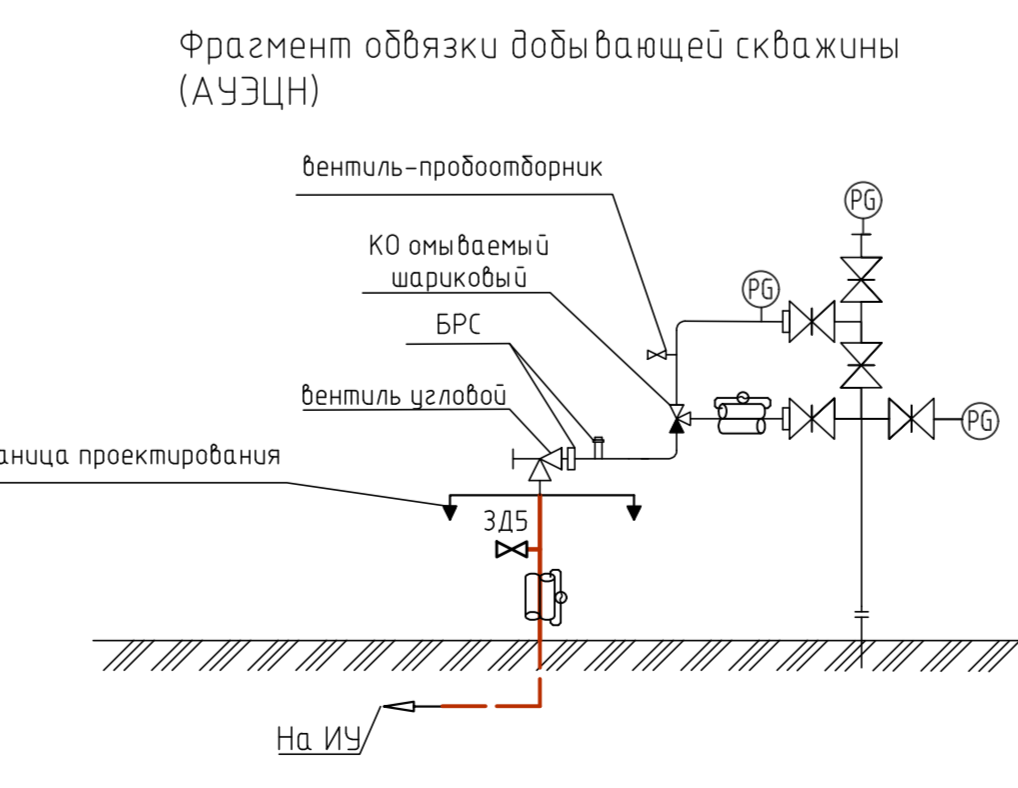 Фрагмент обвязки добывающей скважины
(АУЭЦН)
вентиль-пробоотборник
PG
КО омываемый
шариковый
PG
БРС
вентиль угловой
PG
аница проектирования
ЗД5
На ИУ